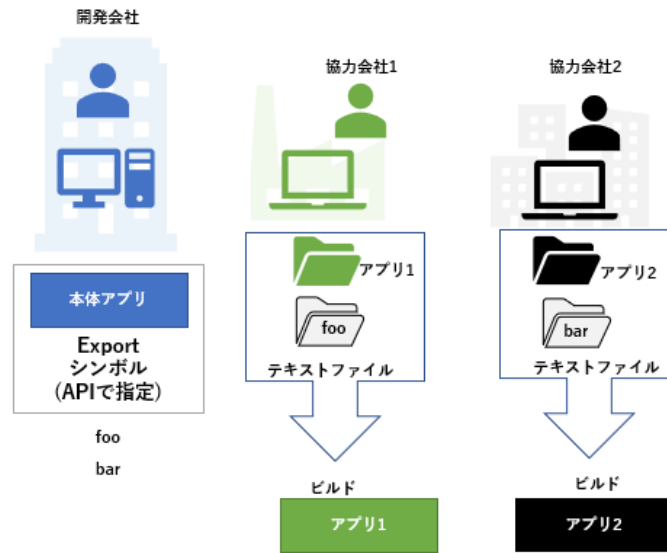 開発会社
協力会社1
協力会社2
本体アプリ
Export
シンボル
(APIで指定)
foo
bar
アプリ1
foo
テキストファイル
ビルド
アプリ1
アプリ2
bar
テキストファイル
ビルド
アプリ2